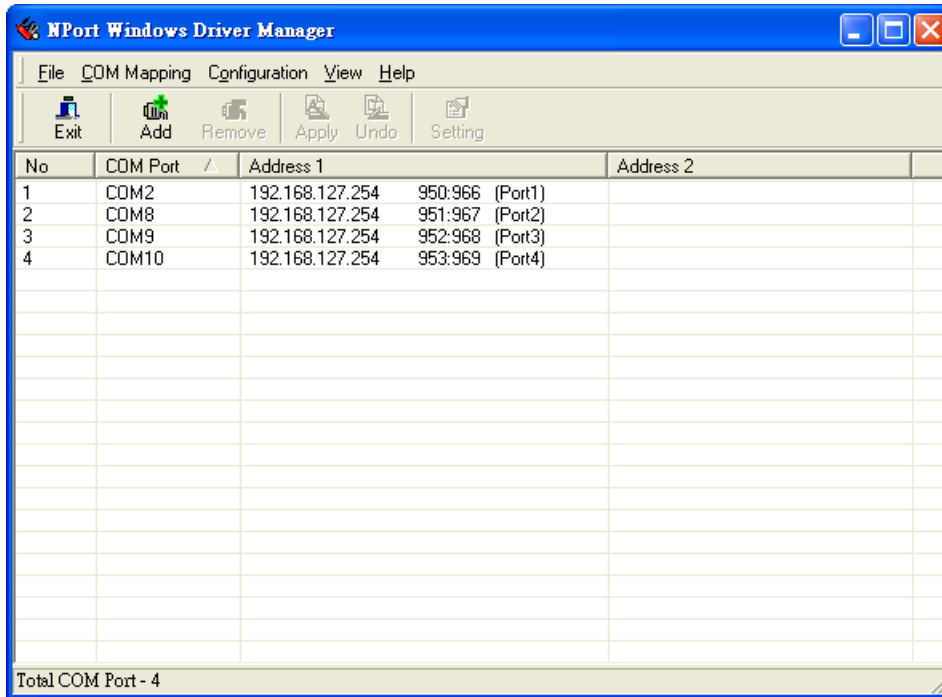 NPort Windows Driver Manager
File COM Mapping Configuration View Help
Exit Add Remove Apply Undo Setting
No COM Port Address 1 Address 2
1 COM2 192.168.127.254 950:966 (Port1)
2 COM8 192.168.127.254 951:967 (Port2)
3 COM9 192.168.127.254 952:968 (Port3)
4 COM10 192.168.127.254 953:969 (Port4)
Total COM Port - 4